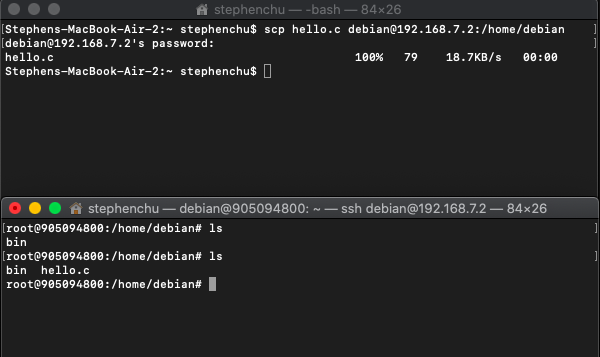 stephenchu — -bash — 84×26
[Stephens-MacBook-Air-2:~ stephenchu$ scp hello.c debian@192.168.7.2:/home/debian ]
[debian@192.168.7.2's password: ]
hello.c 100% 79 18.7KB/s 00:00
Stephens-MacBook-Air-2:~ stephenchu$
stephenchu — debian@905094800: ~ — ssh debian@192.168.7.2 — 84×26
[root@905094800:/home/debian# ls ]
bin
[root@905094800:/home/debian# ls ]
bin hello.c
root@905094800:/home/debian#